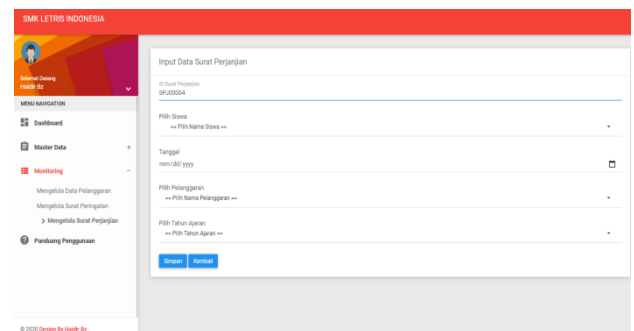 SMK LETRIS INDONESIA
Selamat Datang
Haidir Bz
MENU NAVIGATION
Dashboard
Master Data
Monitoring
Mengelola Data Pelanggaran
Mengelola Surat Peringatan
Mengelola Surat Perjanjian
Panduang Penggunaan
© 2020 Design By Haidir Bz
Input Data Surat Perjanjian
ID Surat Perjanjian
SPJ00004
Pilih Siswa
== Pilih Nama Siswa ==
Tanggal
mm/dd/yyyy
Pilih Pelanggaran
== Pilih Nama Pelanggaran ==
Pilih Tahun Ajaran
== Pilih Tahun Ajaran ==
Simpan Kembali